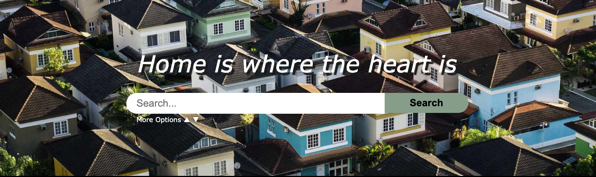 Home is where the heart is
Search... Search
More Options ▲ ▼